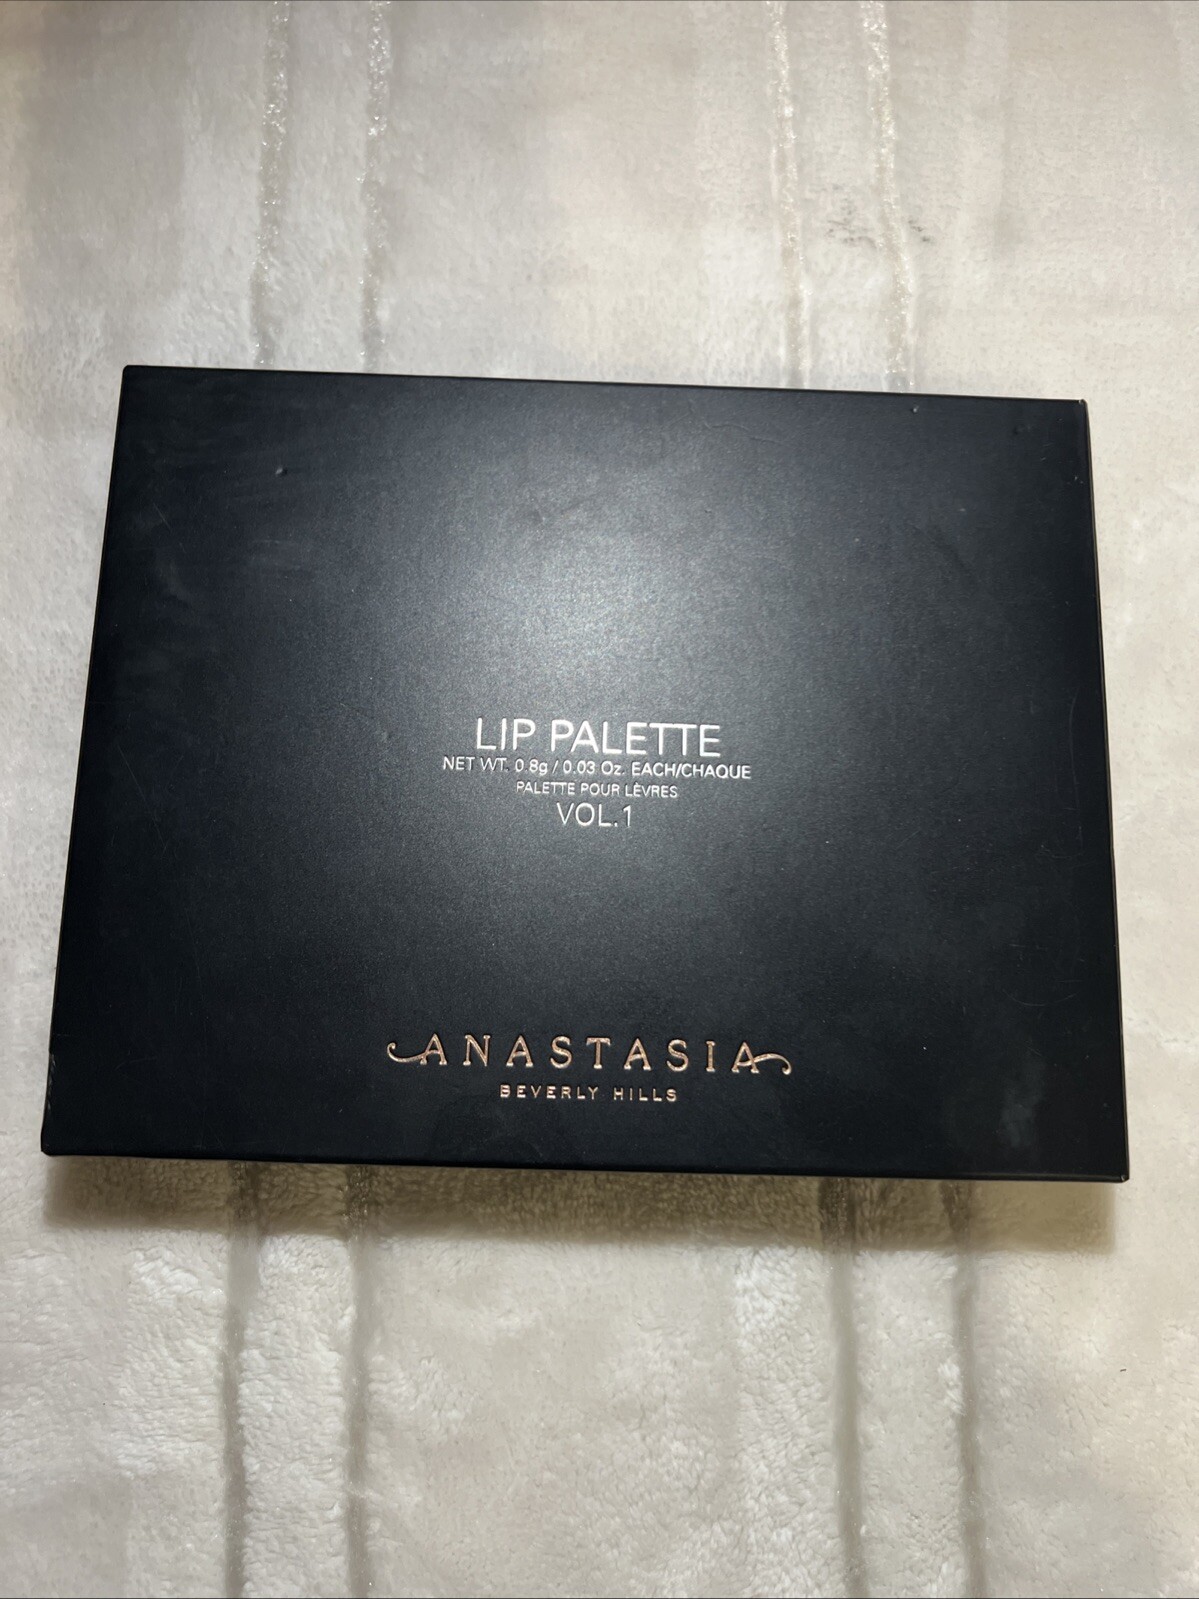 LIP PALETTE
NET WT. 0.8g / 0.03 Oz. EACH/CHAQUE
PALETTE POUR LÈVRES
VOL.1
ANASTASIA
BEVERLY HILLS